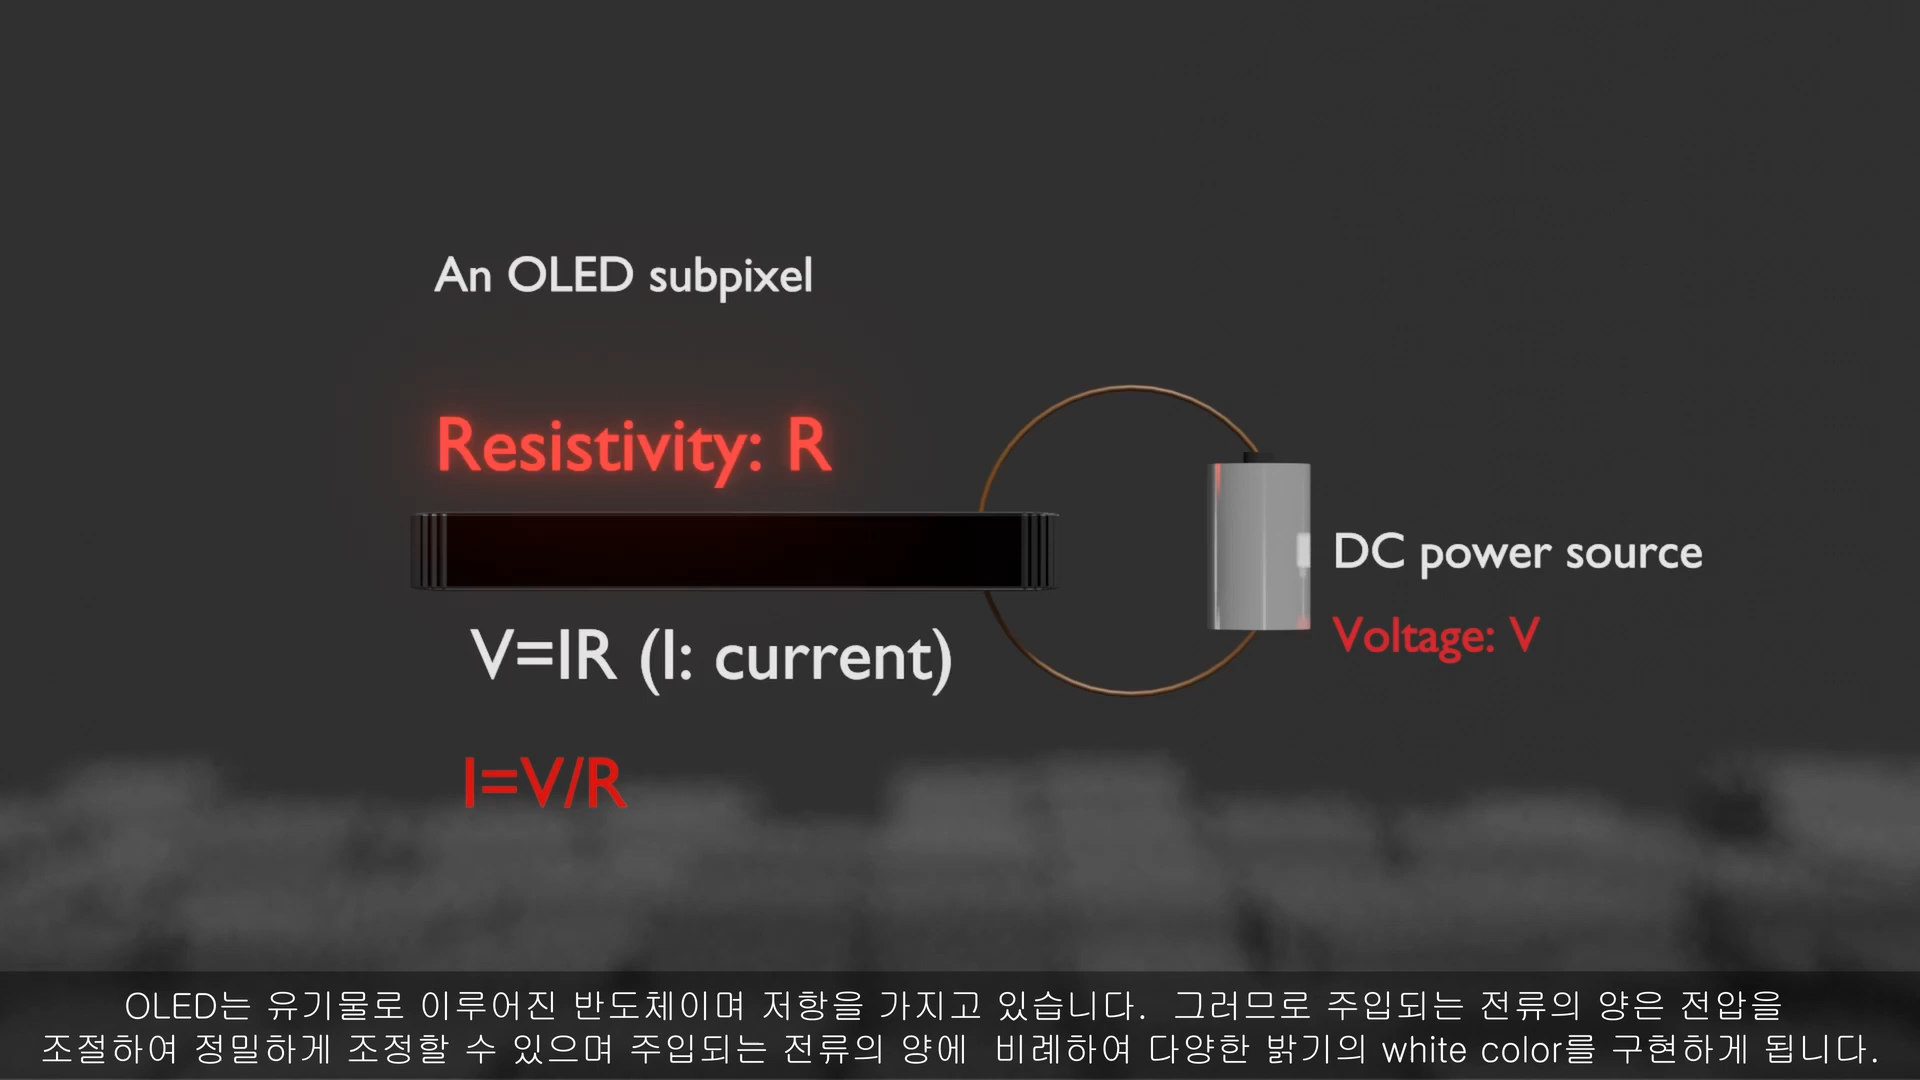 An OLED subpixel
Resistivity: R
DC power source
Voltage: V
V=IR (I: current)
I=V/R
OLED는 유기물로 이루어진 반도체이며 저항을 가지고 있습니다. 그러므로 주입되는 전류의 양은 전압을
조절하여 정밀하게 조정할 수 있으며 주입되는 전류의 양에 비례하여 다양한 밝기의 white color를 구현하게 됩니다.